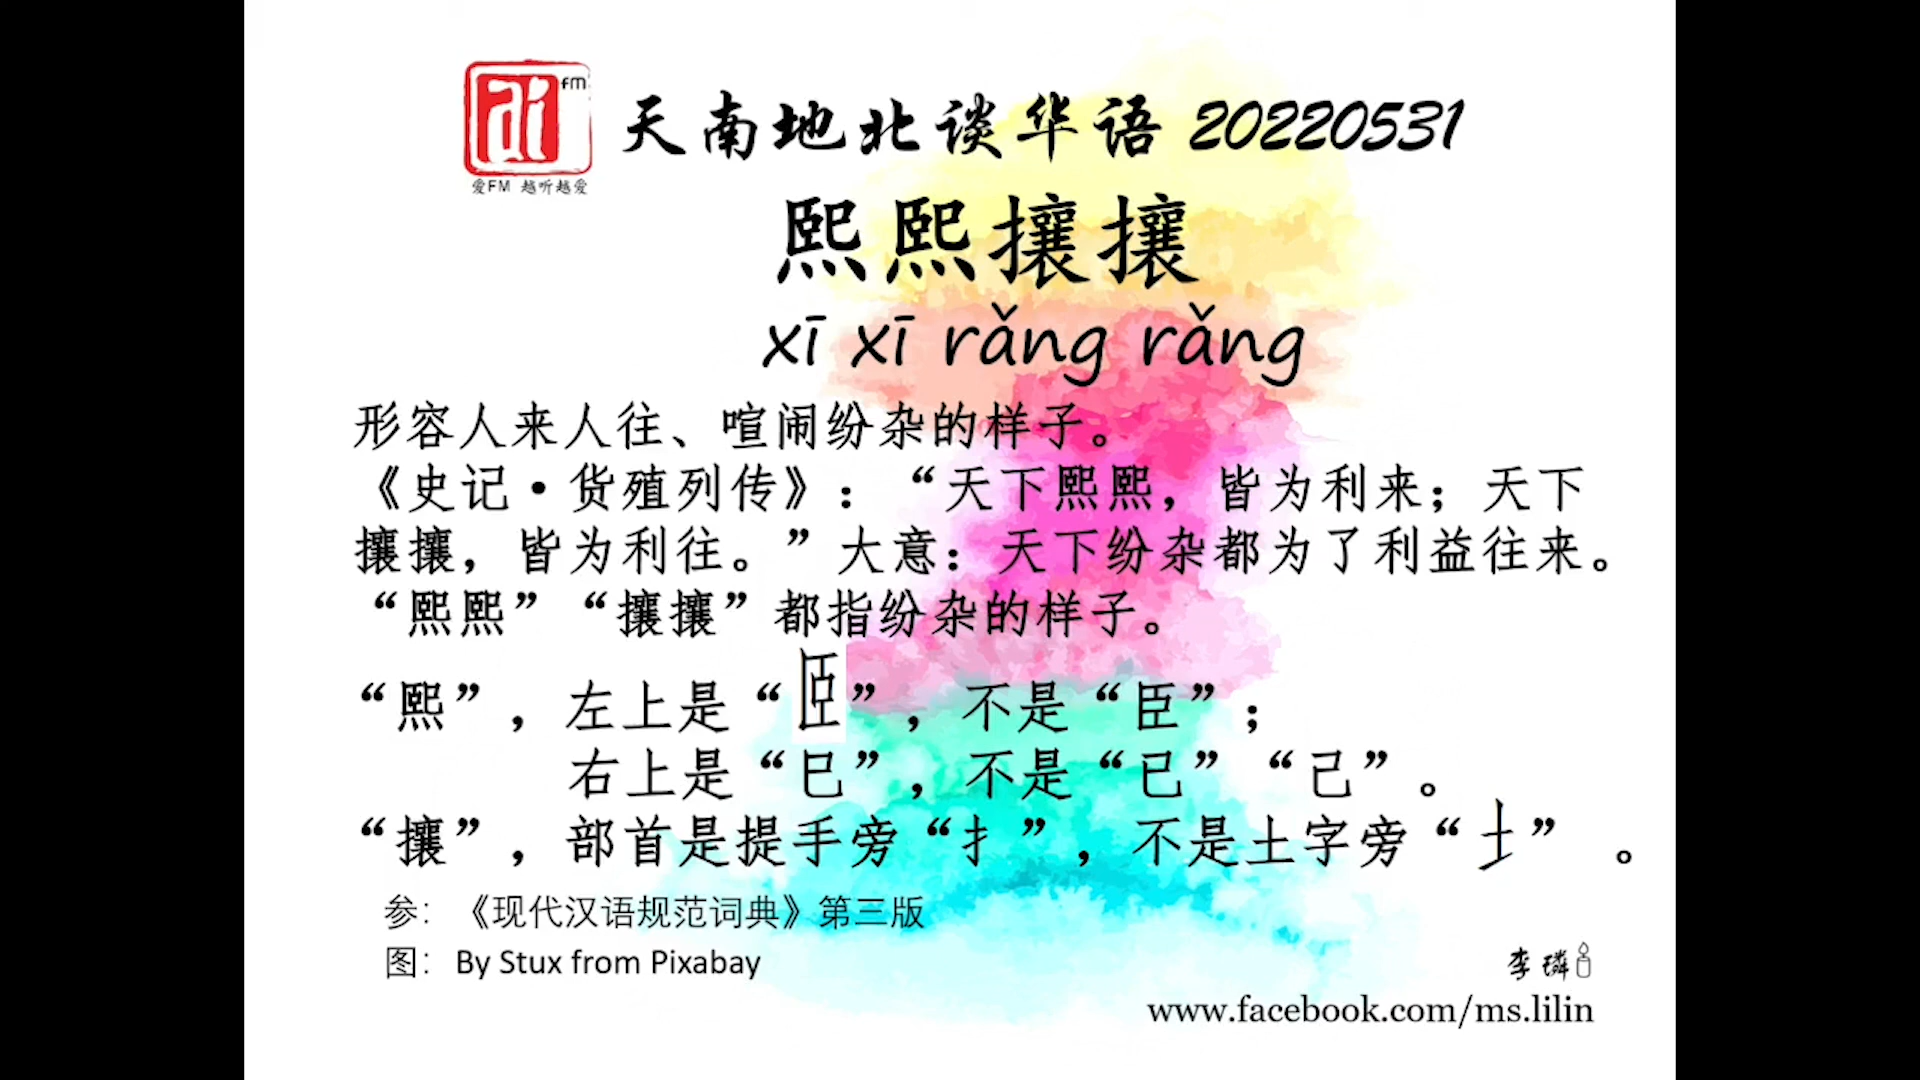 ai fm
爱FM 越听越爱
天南地北谈华语 20220531
熙熙攘攘
xī xī rǎng rǎng
形容人来人往、喧闹纷杂的样子。
《史记·货殖列传》：“天下熙熙，皆为利来；天下
攘攘，皆为利往。”大意：天下纷杂都为了利益往来。
“熙熙”“攘攘”都指纷杂的样子。
“熙”，左上是“𦣞”，不是“臣”；
右上是“巳”，不是“已”“己”。
“攘”，部首是提手旁“扌”，不是土字旁“土”。
参：《现代汉语规范词典》第三版
图：By Stux from Pixabay
李璘
www.facebook.com/ms.lilin